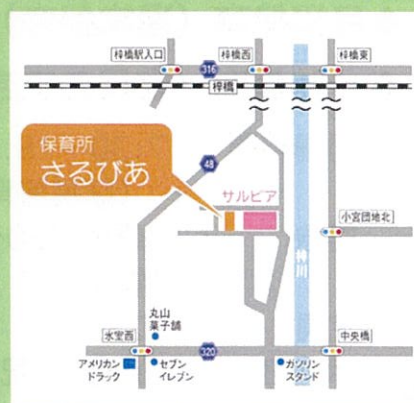 梓橋駅入口
梓橋西
梓橋東
316
梓橋
48
保育所
さるびあ
サルビア
小宮団地北
梓川
丸山
菓子舗
氷室西
320
中央橋
アメリカン
ドラック
セブン
イレブン
ガソリン
スタンド